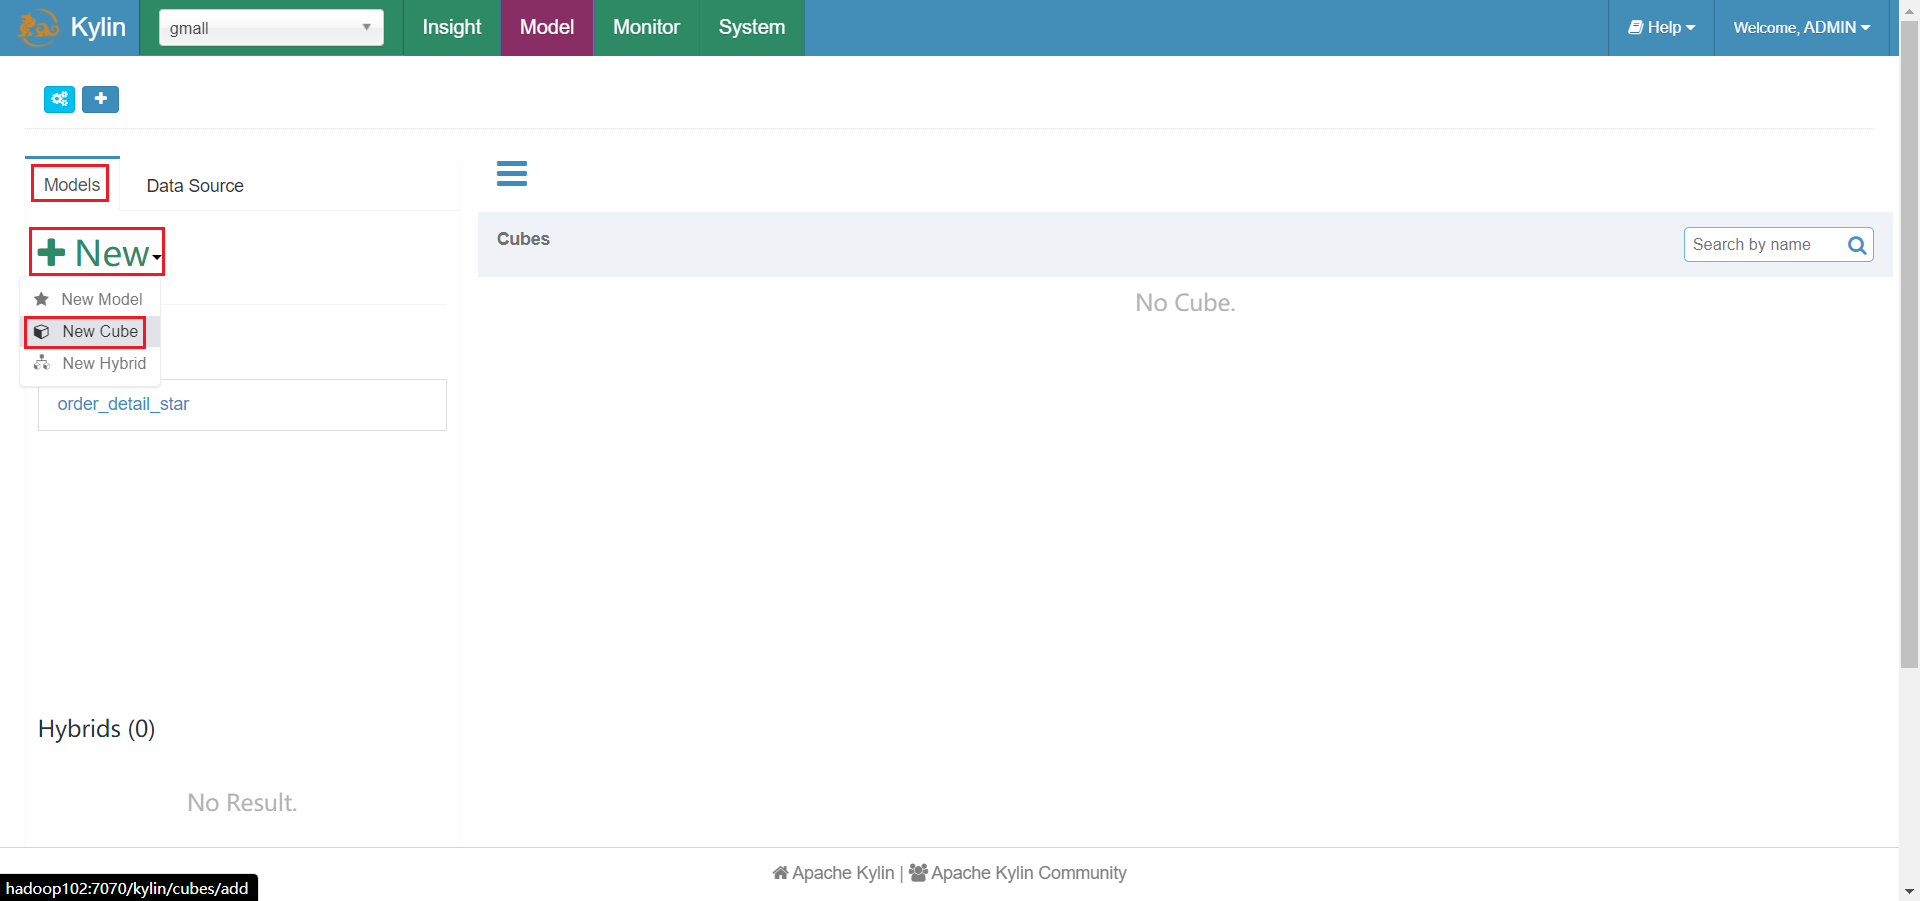 Kylin gmall Insight Model Monitor System Help Welcome, ADMIN
Models Data Source
New
Cubes Search by name
New Model
No Cube.
New Cube
New Hybrid
order_detail_star
Hybrids (0)
No Result.
Apache Kylin | Apache Kylin Community
hadoop102:7070/kylin/cubes/add